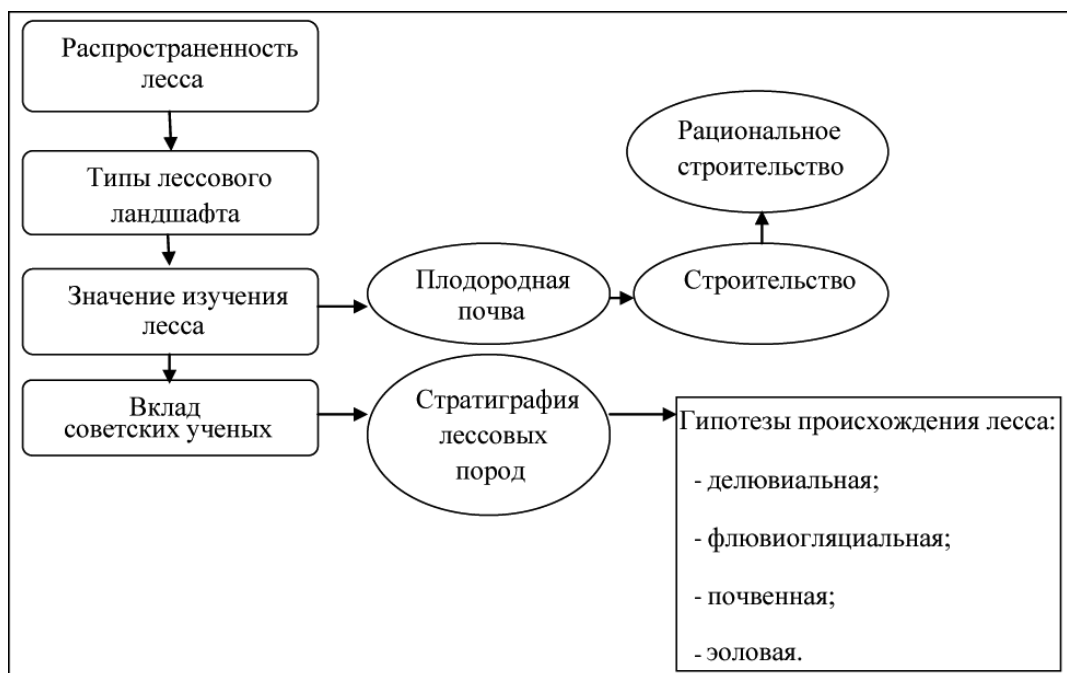 Распространенность
лесса
Типы лессового
ландшафта
Значение изучения
лесса
Вклад
советских ученых
Плодородная
почва
Строительство
Рациональное
строительство
Стратиграфия
лессовых
пород
Гипотезы происхождения лесса:
- делювиальная;
- флювиогляциальная;
- почвенная;
- эоловая.